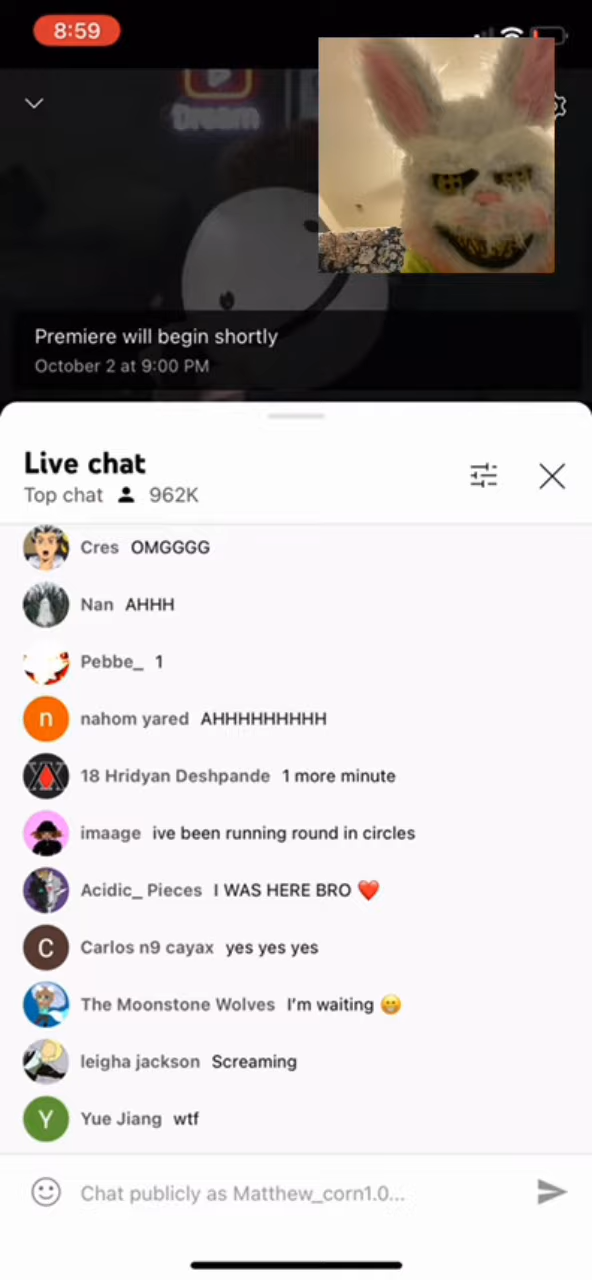 8:59
Dream
Premiere will begin shortly
October 2 at 9:00 PM
Live chat
Top chat 962K
Cres OMGGGG
Nan AHHH
Pebbe_ 1
n nahom yared AHHHHHHHHH
18 Hridyan Deshpande 1 more minute
imaage ive been running round in circles
Acidic_ Pieces I WAS HERE BRO ❤️
C Carlos n9 cayax yes yes yes
The Moonstone Wolves I'm waiting 😁
leigha jackson Screaming
Y Yue Jiang wtf
Chat publicly as Matthew_corn1.0...